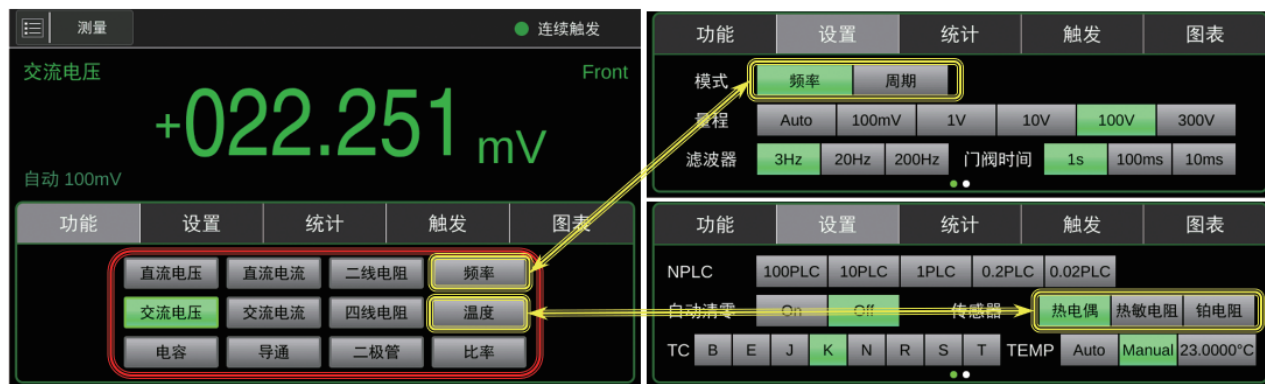 测量
连续触发
交流电压
Front
+022.251 mV
自动 100mV
功能 设置 统计 触发 图表
直流电压 直流电流 二线电阻 频率
交流电压 交流电流 四线电阻 温度
电容 导通 二极管 比率
功能 设置 统计 触发 图表
模式 频率 周期
量程 Auto 100mV 1V 10V 100V 300V
滤波器 3Hz 20Hz 200Hz 门阀时间 1s 100ms 10ms
功能 设置 统计 触发 图表
NPLC 100PLC 10PLC 1PLC 0.2PLC 0.02PLC
自动清零 On Off 传感器 热电偶 热敏电阻 铂电阻
TC B E J K N R S T TEMP Auto Manual 23.0000°C